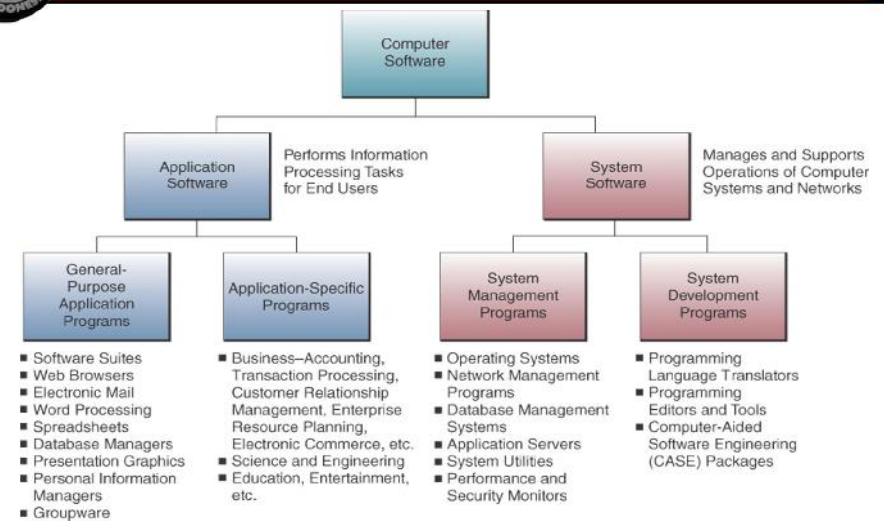 Computer
Software
Application
Software
Performs Information
Processing Tasks
for End Users
System
Software
Manages and Supports
Operations of Computer
Systems and Networks
General-
Purpose
Application
Programs
Application-Specific
Programs
System
Management
Programs
System
Development
Programs
■ Software Suites
■ Web Browsers
■ Electronic Mail
■ Word Processing
■ Spreadsheets
■ Database Managers
■ Presentation Graphics
■ Personal Information
Managers
■ Groupware
■ Business–Accounting,
Transaction Processing,
Customer Relationship
Management, Enterprise
Resource Planning,
Electronic Commerce, etc.
■ Science and Engineering
■ Education, Entertainment,
etc.
■ Operating Systems
■ Network Management
Programs
■ Database Management
Systems
■ Application Servers
■ System Utilities
■ Performance and
Security Monitors
■ Programming
Language Translators
■ Programming
Editors and Tools
■ Computer-Aided
Software Engineering
(CASE) Packages